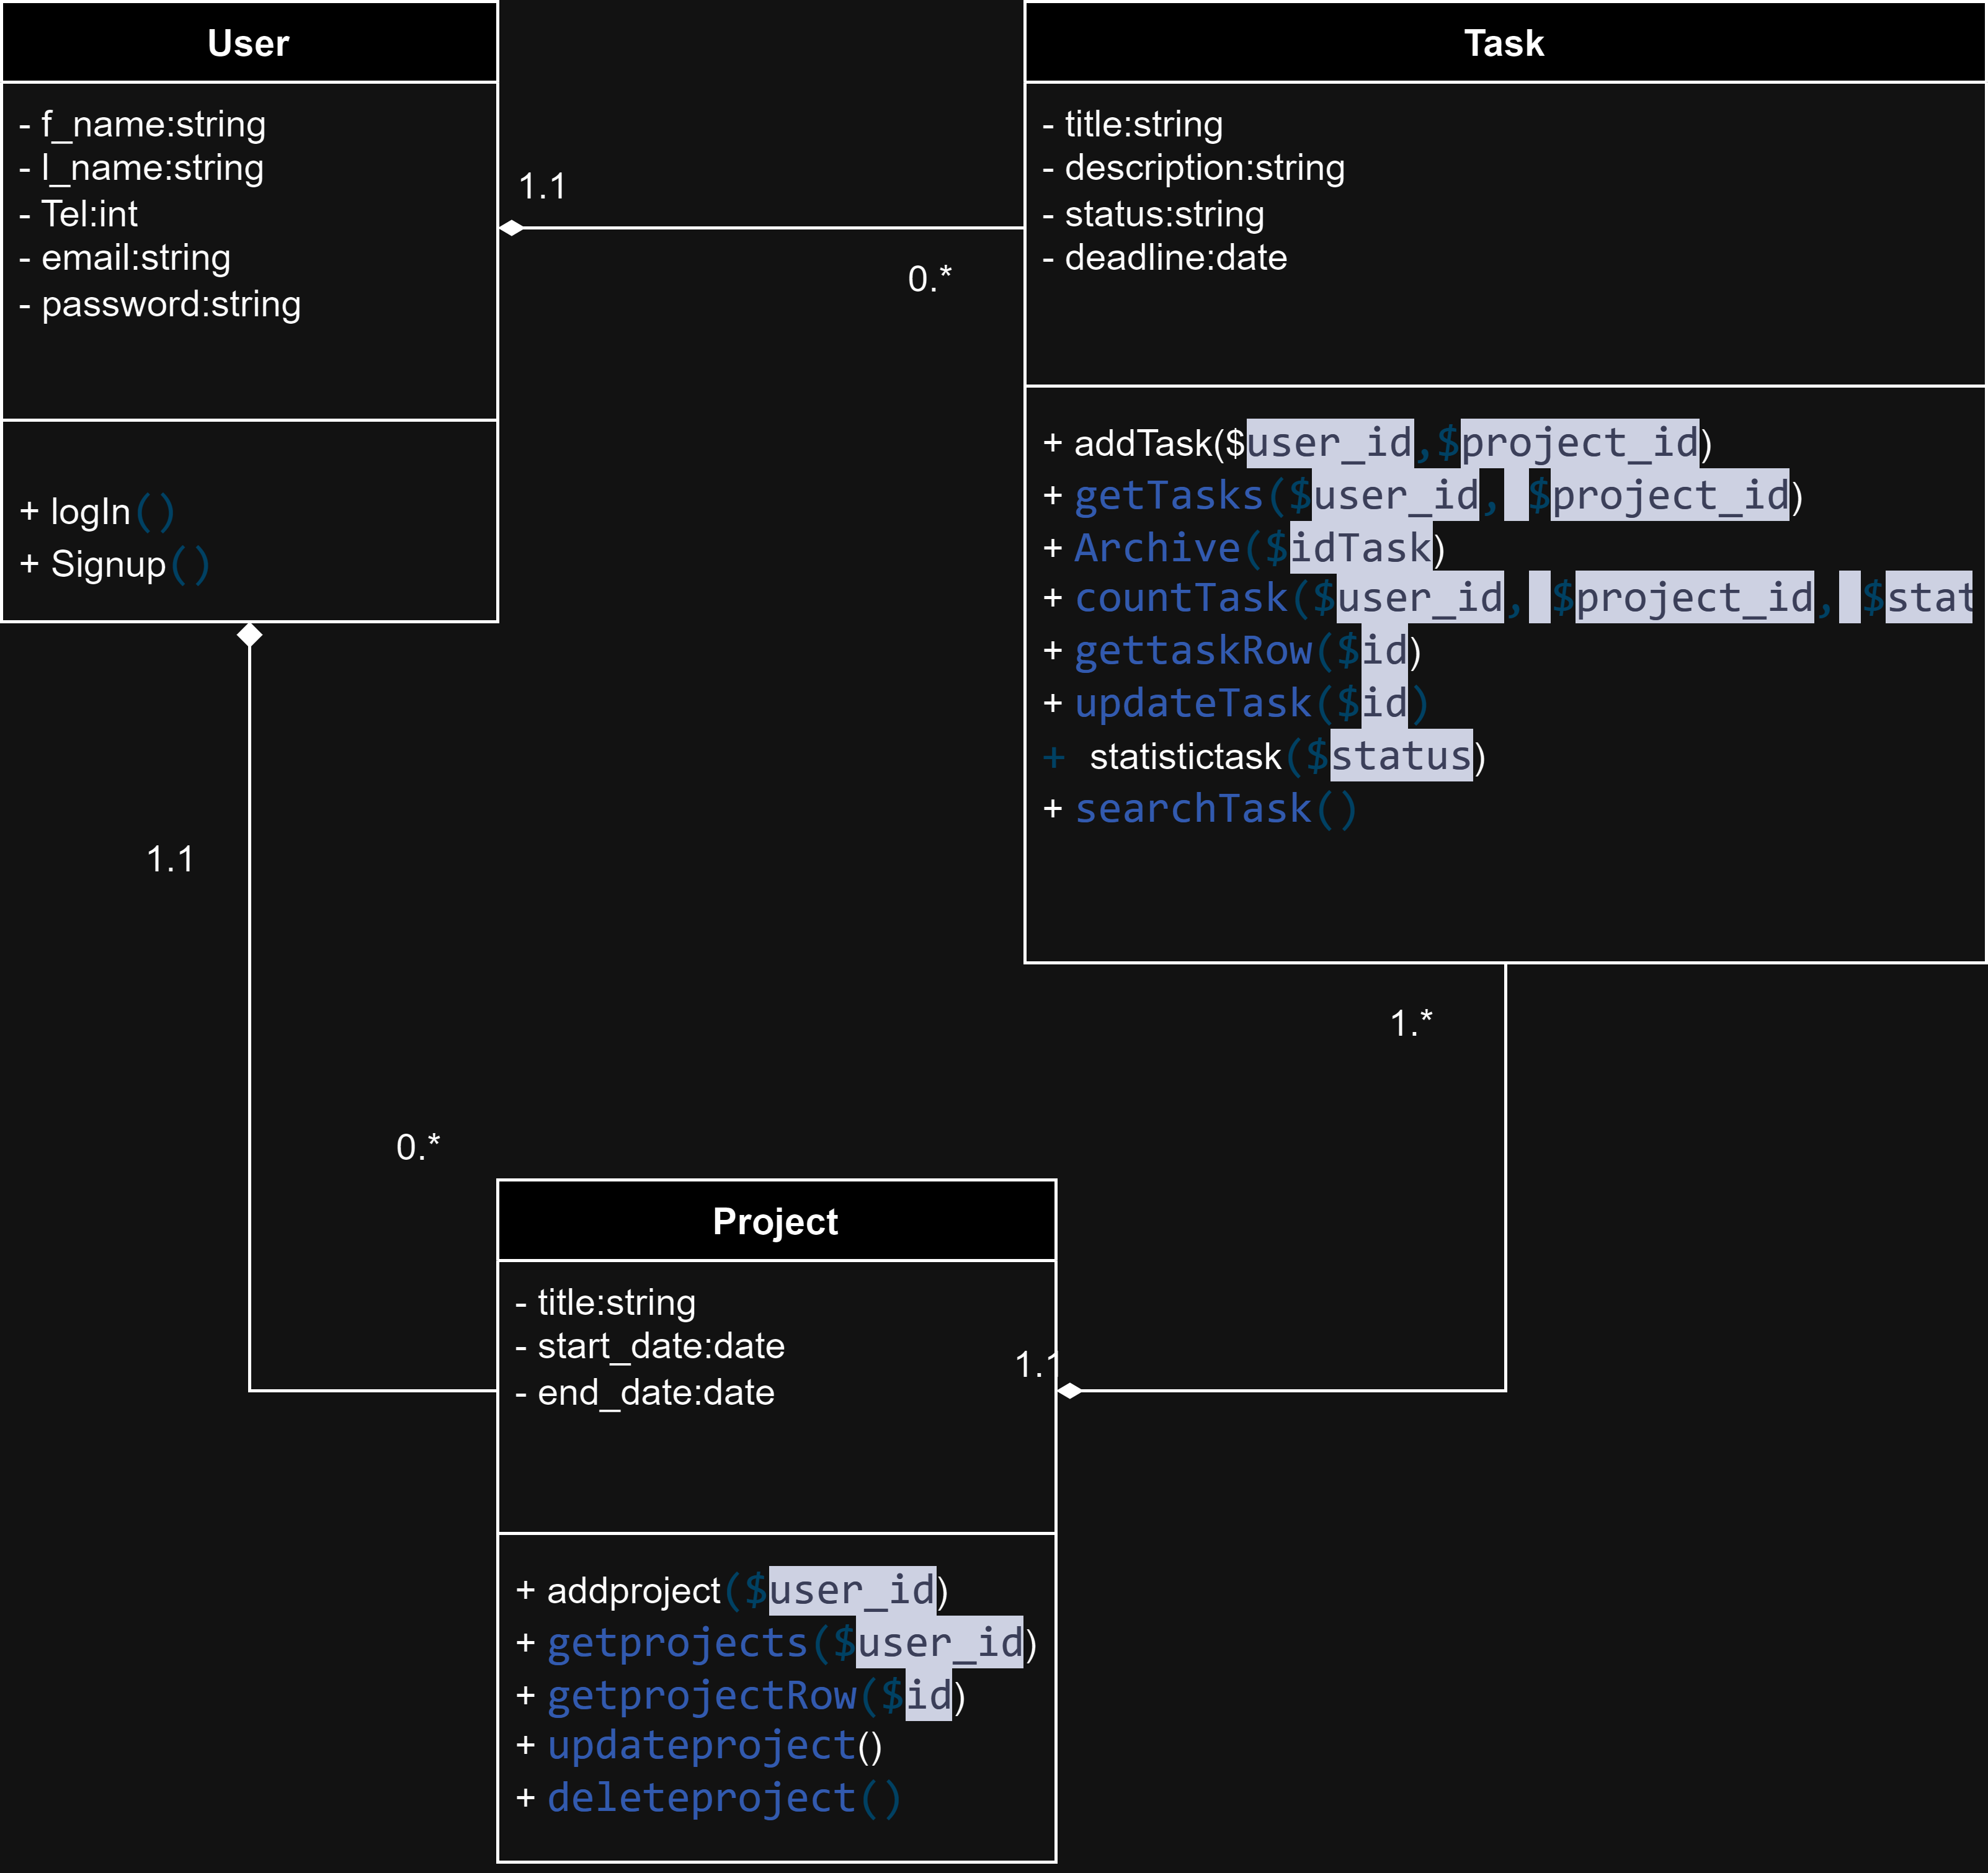 User
- f_name:string
- l_name:string
- Tel:int
- email:string
- password:string
+ logIn()
+ Signup()
1.1
0.*
Task
- title:string
- description:string
- status:string
- deadline:date
+ addTask($user_id,$project_id)
+ getTasks($user_id, $project_id)
+ Archive($idTask)
+ countTask($user_id, $project_id, $stat
+ gettaskRow($id)
+ updateTask($id)
+ statistictask($status)
+ searchTask()
1.1
0.*
1.*
1.1
Project
- title:string
- start_date:date
- end_date:date
+ addproject($user_id)
+ getprojects($user_id)
+ getprojectRow($id)
+ updateproject()
+ deleteproject()